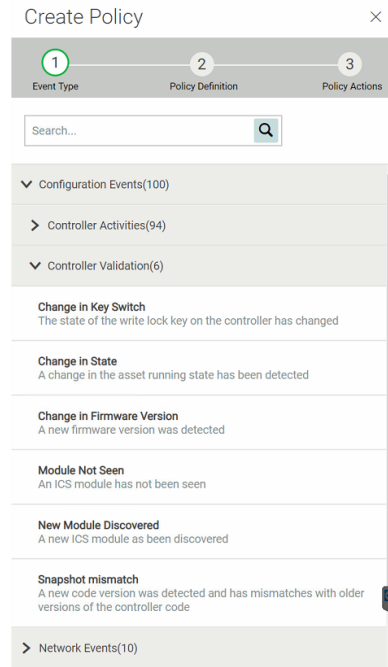 Create Policy
1
2
3
Event Type
Policy Definition
Policy Actions
Search...
Configuration Events(100)
Controller Activities(94)
Controller Validation(6)
Change in Key Switch
The state of the write lock key on the controller has changed
Change in State
A change in the asset running state has been detected
Change in Firmware Version
A new firmware version was detected
Module Not Seen
An ICS module has not been seen
New Module Discovered
A new ICS module as been discovered
Snapshot mismatch
A new code version was detected and has mismatches with older
versions of the controller code
Network Events(10)